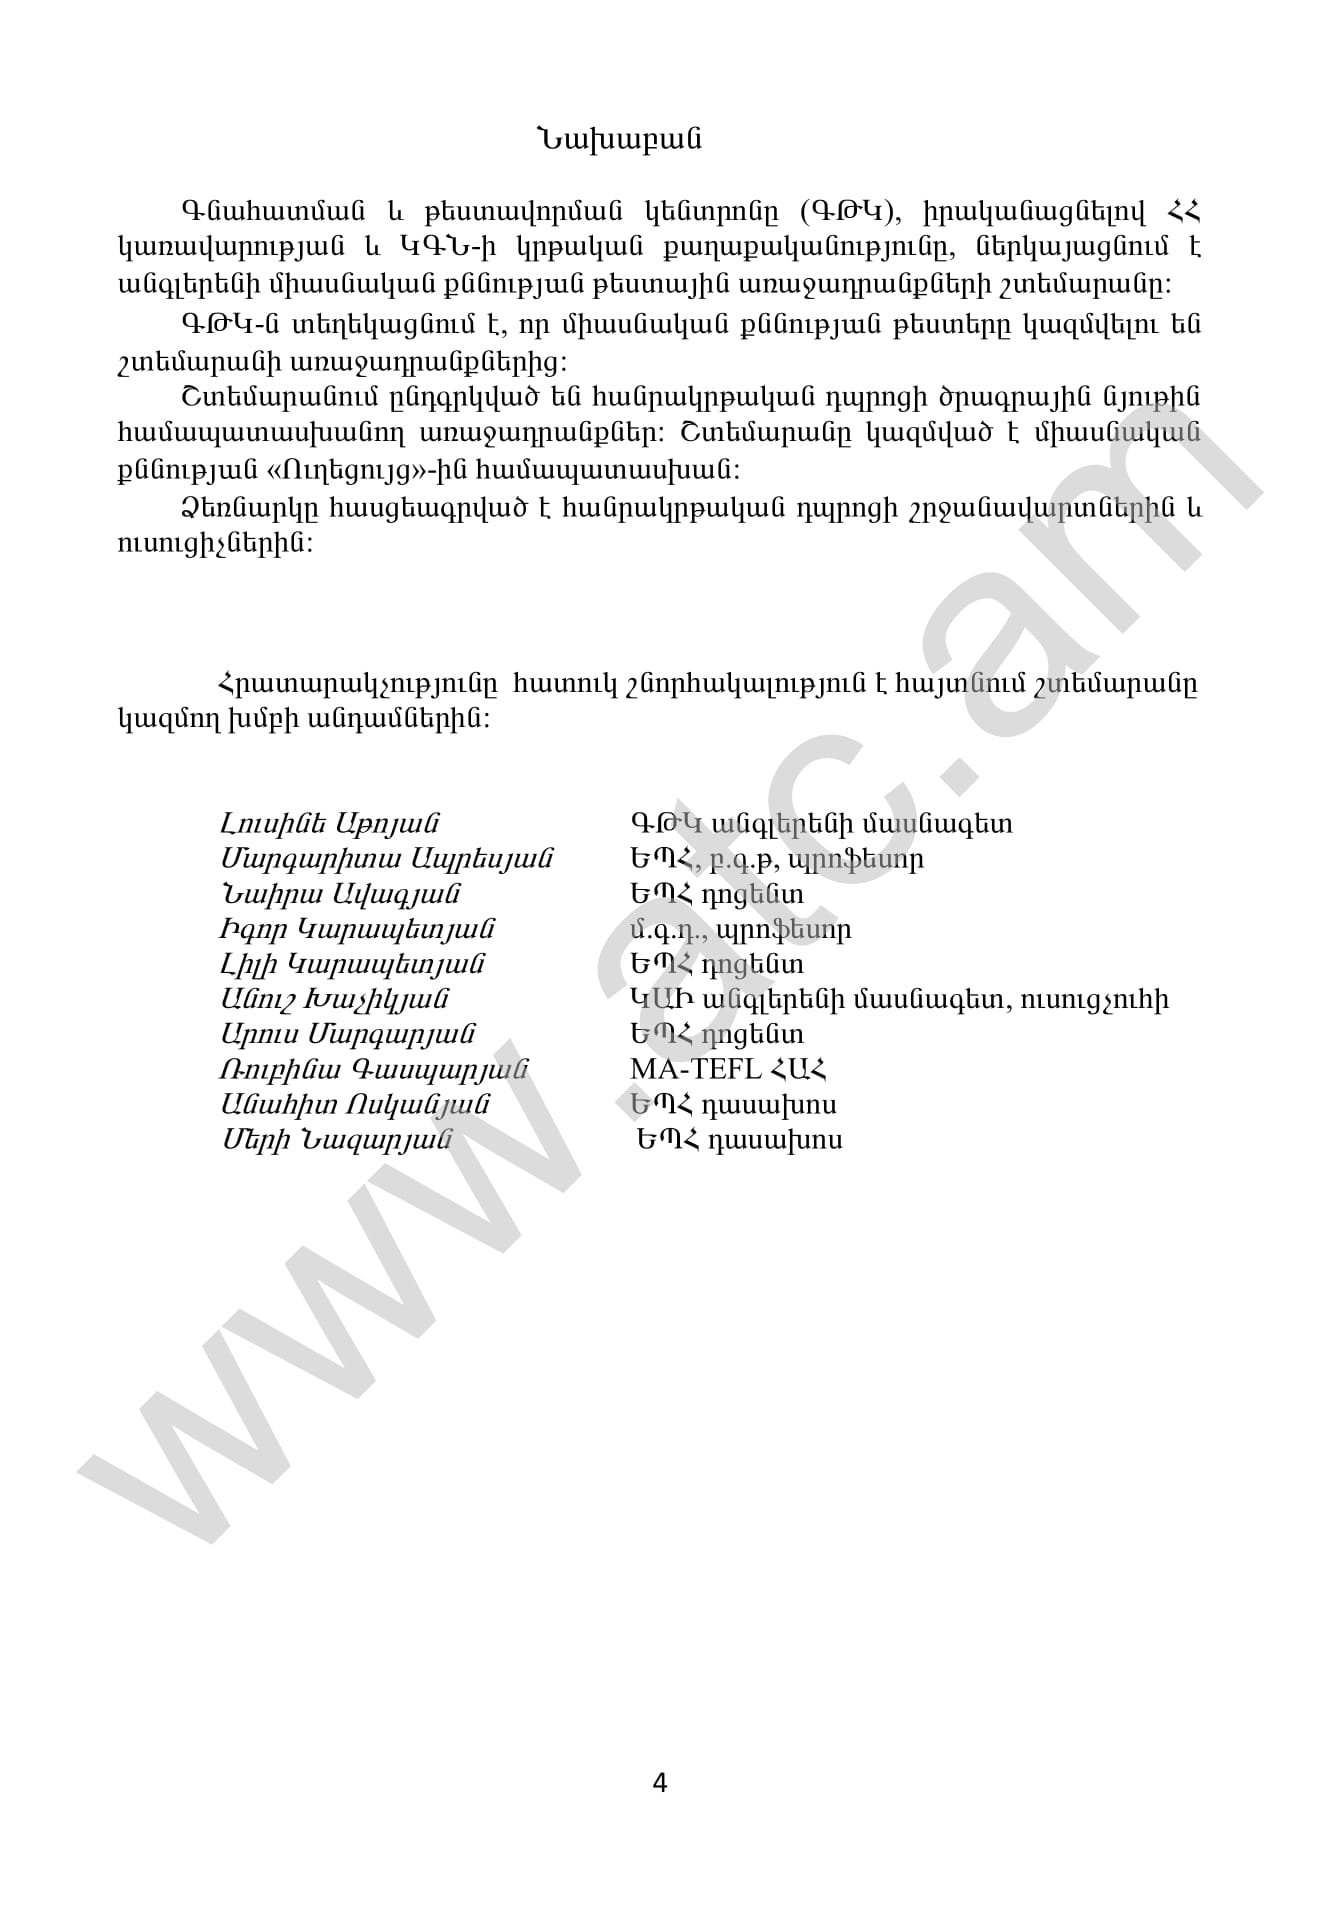 Նախաբան
Գնահատման և թեստավորման կենտրոնը (ԳԹԿ), իրականացնելով ՀՀ
կառավարության և ԿԳՆ-ի կրթական քաղաքականությունը, ներկայացնում է
անգլերենի միասնական քննության թեստային առաջադրանքների շտեմարանը։
ԳԹԿ-ն տեղեկացնում է, որ միասնական քննության թեստերը կազմվելու են
շտեմարանի առաջադրանքներից։
Շտեմարանում ընդգրկված են հանրակրթական դպրոցի ծրագրային նյութին
համապատասխանող առաջադրանքներ։ Շտեմարանը կազմված է միասնական
քննության «Ուղեցույց»-ին համապատասխան։
Ձեռնարկը հասցեագրված է հանրակրթական դպրոցի շրջանավարտներին և
ուսուցիչներին։
Հրատարակչությունը հատուկ շնորհակալություն է հայտնում շտեմարանը
կազմող խմբի անդամներին։
Լուսինե Աքոյան ԳԹԿ անգլերենի մասնագետ
Մարգարիտա Ապրեսյան ԵՊՀ, բ.գ.թ, պրոֆեսոր
Նաիրա Ավագյան ԵՊՀ դոցենտ
Իգոր Կարապետյան մ.գ.դ., պրոֆեսոր
Լիլի Կարապետյան ԵՊՀ դոցենտ
Անուշ Խաչիկյան ԿԱԻ անգլերենի մասնագետ, ուսուցչուհի
Արուս Մարգարյան ԵՊՀ դոցենտ
Ռուբինա Գասպարյան MA-TEFL ՀԱՀ
Անահիտ Ոսկանյան ԵՊՀ դասախոս
Մերի Նազարյան ԵՊՀ դասախոս
www.atc.am
4